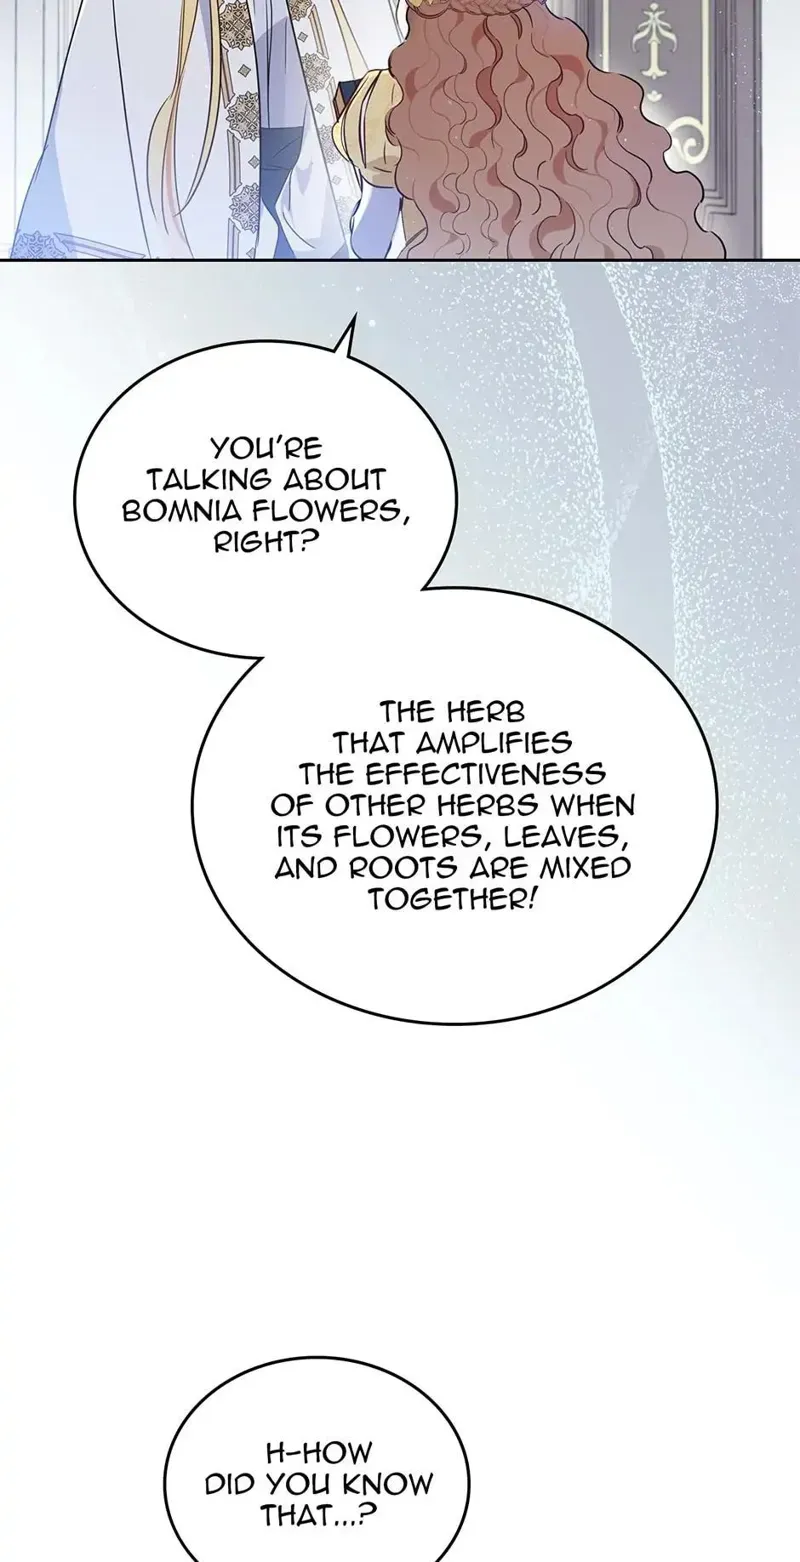 YOU'RE
TALKING ABOUT
BOMNIA FLOWERS,
RIGHT?
THE HERB
THAT AMPLIFIES
THE EFFECTIVENESS
OF OTHER HERBS WHEN
ITS FLOWERS, LEAVES,
AND ROOTS ARE MIXED
TOGETHER!
H-HOW
DID YOU KNOW
THAT...?